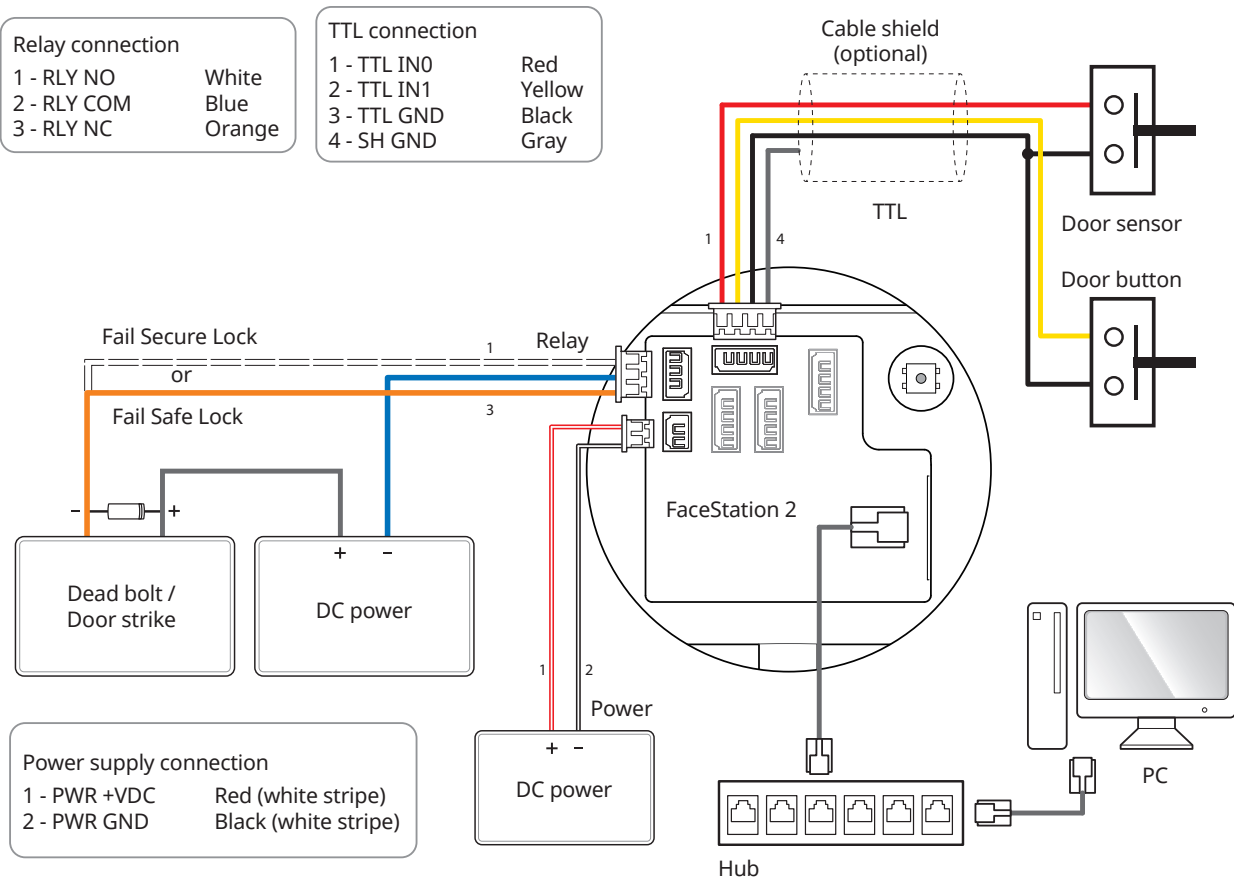 Relay connection
1 - RLY NO White
2 - RLY COM Blue
3 - RLY NC Orange
TTL connection
1 - TTL IN0 Red
2 - TTL IN1 Yellow
3 - TTL GND Black
4 - SH GND Gray
Cable shield
(optional)
TTL
1
4
Door sensor
Door button
Fail Secure Lock
1
Relay
or
Fail Safe Lock
3
FaceStation 2
- +
+ -
Dead bolt /
Door strike
DC power
1
2
Power
+ -
DC power
Power supply connection
1 - PWR +VDC Red (white stripe)
2 - PWR GND Black (white stripe)
PC
Hub